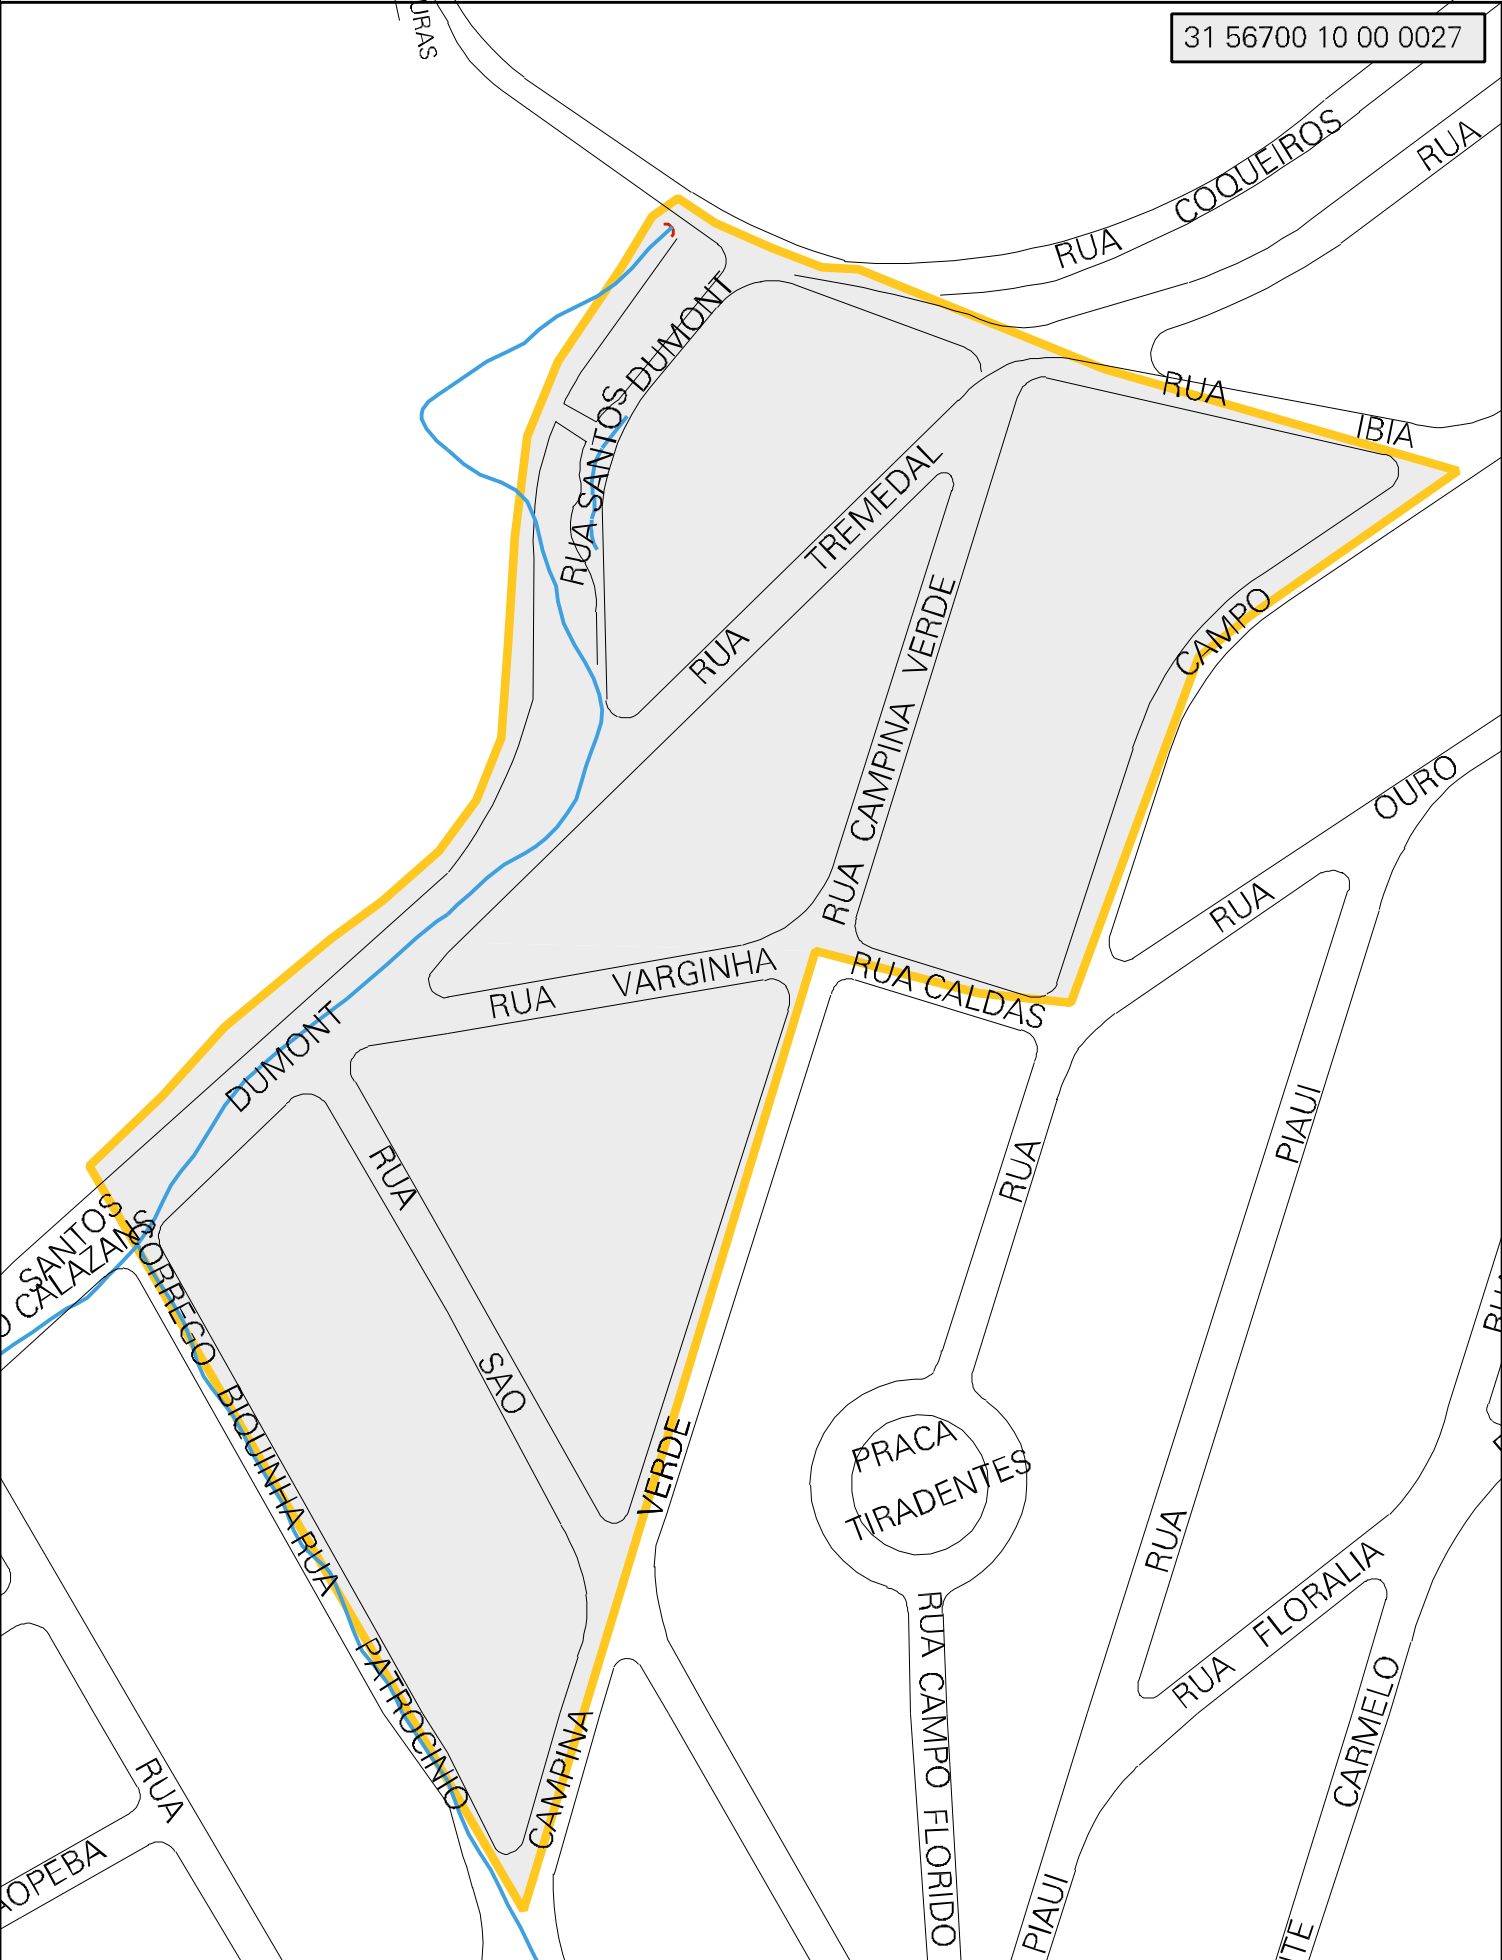 URAS
31 56700 10 00 0027
RUA COQUEIROS
RUA
RUA SANTOS DUMONT
RUA IBIA
RUA TREMEDAL
CAMPO
RUA CAMPINA VERDE
RUA OURO
RUA VARGINHA
RUA CALDAS
DUMONT
RUA PIAUI
RUA SAO
RUA
SANTOS
O CALAZANS
CORREGO BIQUINHA
RUA PATROCINIO
CAMPINA VERDE
PRACA
TIRADENTES
RUA CAMPO FLORIDO
RUA FLORALIA
PIAUI
CARMELO
RUA
AOPEBA
TE